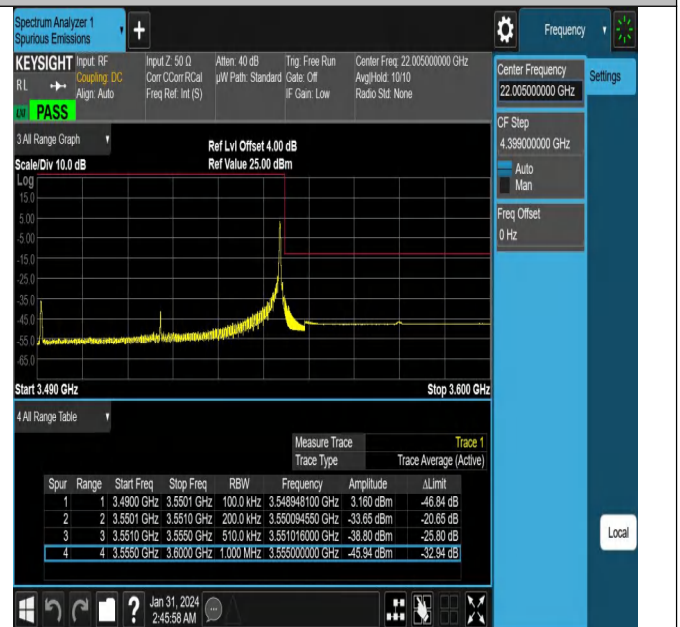 Spectrum Analyzer 1
Spurious Emissions
+
Frequency
KEYSIGHT Input: RF Input Z: 50 Ω Atten: 40 dB Trig: Free Run Center Freq: 22.005000000 GHz
RL Coupling: DC Corr CCorr RCal µW Path: Standard Gate: Off Avg|Hold: 10/10
Align: Auto Freq Ref: Int (S) IF Gain: Low Radio Std: None
PASS
Center Frequency
22.005000000 GHz
Settings
CF Step
4.399000000 GHz
Auto
Man
Freq Offset
0 Hz
3 All Range Graph
Ref Lvl Offset 4.00 dB
Scale/Div 10.0 dB Ref Value 25.00 dBm
Log
15.0
5.00
-5.00
-15.0
-25.0
-35.0
-45.0
-55.0
-65.0
Start 3.490 GHz Stop 3.600 GHz
4 All Range Table
Measure Trace Trace 1
Trace Type Trace Average (Active)
Spur Range Start Freq Stop Freq RBW Frequency Amplitude ΔLimit
1 1 3.4900 GHz 3.5501 GHz 100.0 kHz 3.548948100 GHz 3.160 dBm -46.84 dB
2 2 3.5501 GHz 3.5510 GHz 200.0 kHz 3.550094550 GHz -33.65 dBm -20.65 dB
3 3 3.5510 GHz 3.5550 GHz 510.0 kHz 3.551016000 GHz -38.80 dBm -25.80 dB
4 4 3.5550 GHz 3.6000 GHz 1.000 MHz 3.555000000 GHz -45.94 dBm -32.94 dB
Local
? Jan 31, 2024
2:45:58 AM